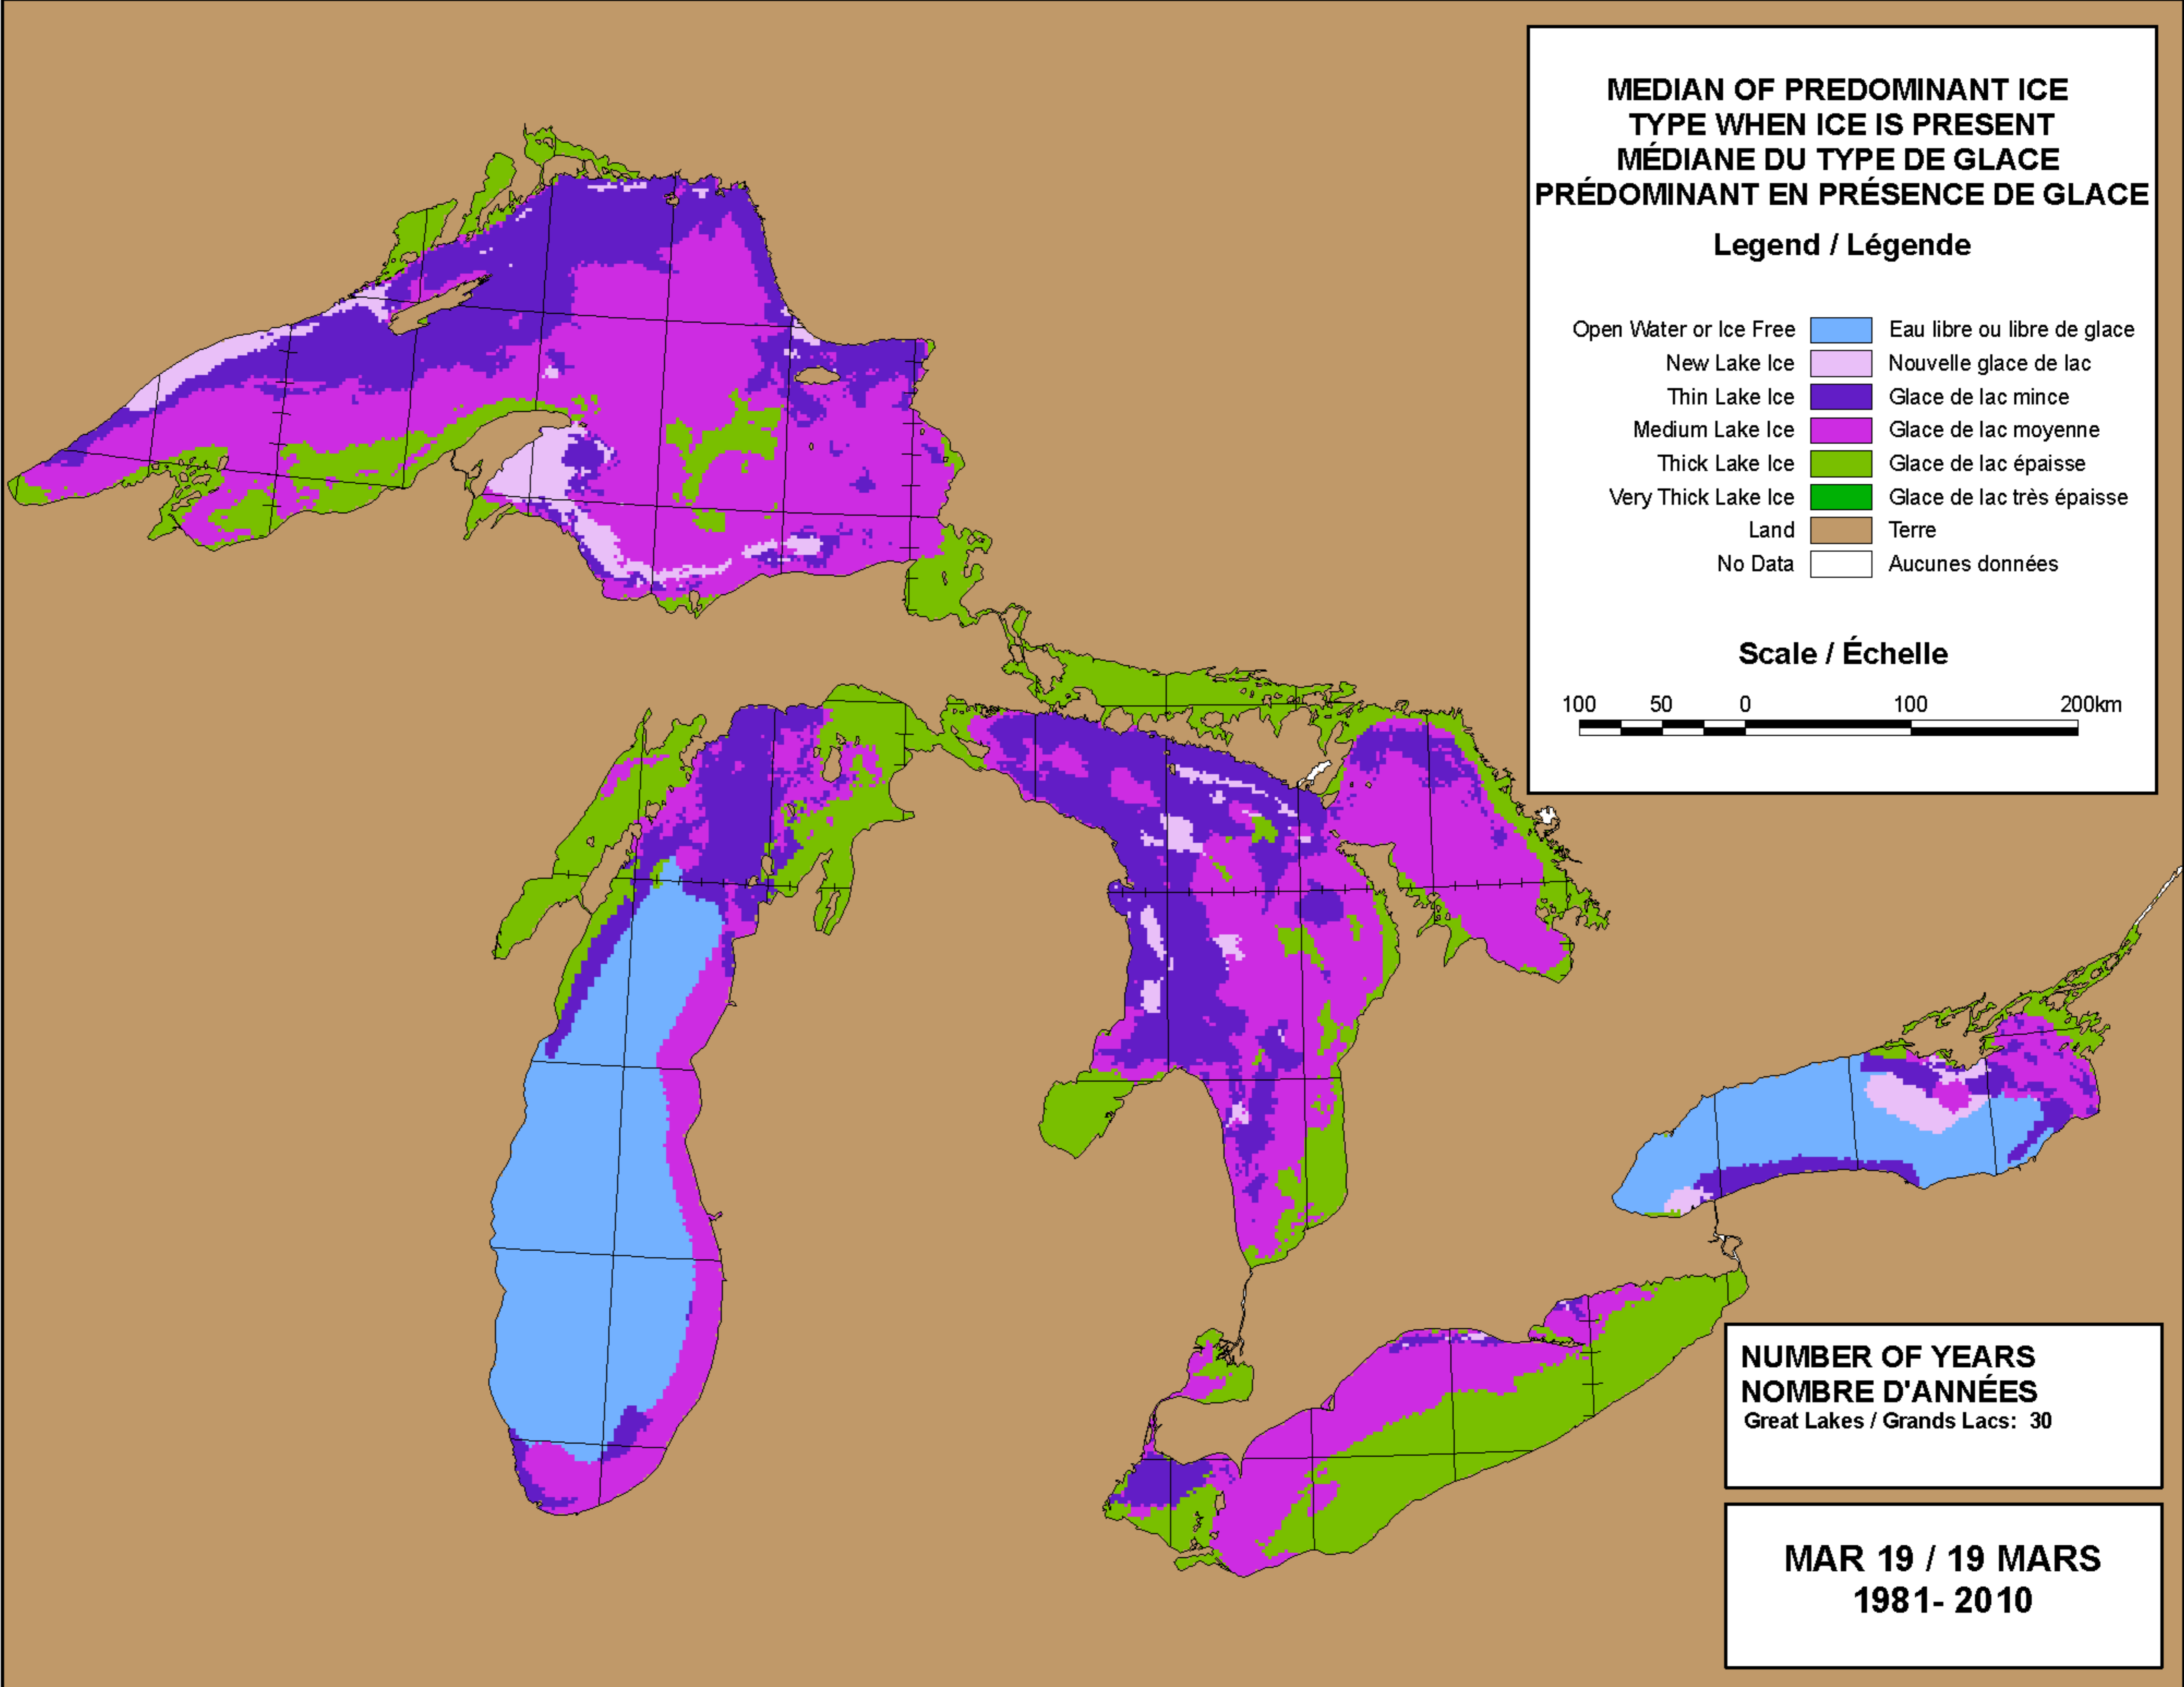 MEDIAN OF PREDOMINANT ICE
TYPE WHEN ICE IS PRESENT
MÉDIANE DU TYPE DE GLACE
PRÉDOMINANT EN PRÉSENCE DE GLACE
Legend / Légende
Open Water or Ice Free Eau libre ou libre de glace
New Lake Ice Nouvelle glace de lac
Thin Lake Ice Glace de lac mince
Medium Lake Ice Glace de lac moyenne
Thick Lake Ice Glace de lac épaisse
Very Thick Lake Ice Glace de lac très épaisse
Land Terre
No Data Aucunes données
Scale / Échelle
100 50 0 100 200km
NUMBER OF YEARS
NOMBRE D'ANNÉES
Great Lakes / Grands Lacs: 30
MAR 19 / 19 MARS
1981- 2010